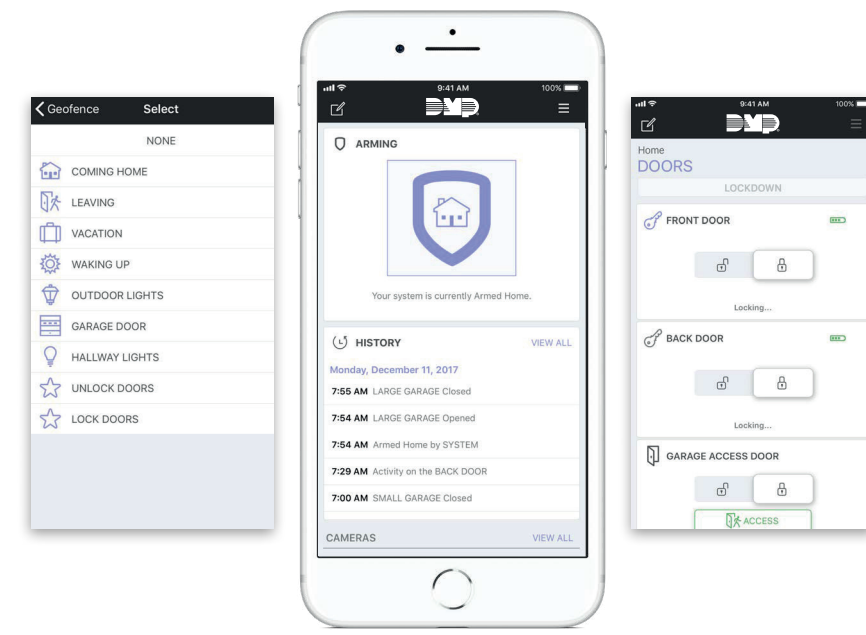 Geofence Select
NONE
COMING HOME
LEAVING
VACATION
WAKING UP
OUTDOOR LIGHTS
GARAGE DOOR
HALLWAY LIGHTS
UNLOCK DOORS
LOCK DOORS
9:41 AM 100%
DMP
ARMING
Your system is currently Armed Home.
HISTORY VIEW ALL
Monday, December 11, 2017
7:55 AM LARGE GARAGE Closed
7:54 AM LARGE GARAGE Opened
7:54 AM Armed Home by SYSTEM
7:29 AM Activity on the BACK DOOR
7:00 AM SMALL GARAGE Closed
CAMERAS VIEW ALL
9:41 AM 100%
DMP
Home
DOORS
LOCKDOWN
FRONT DOOR
Locking...
BACK DOOR
Locking...
GARAGE ACCESS DOOR
ACCESS